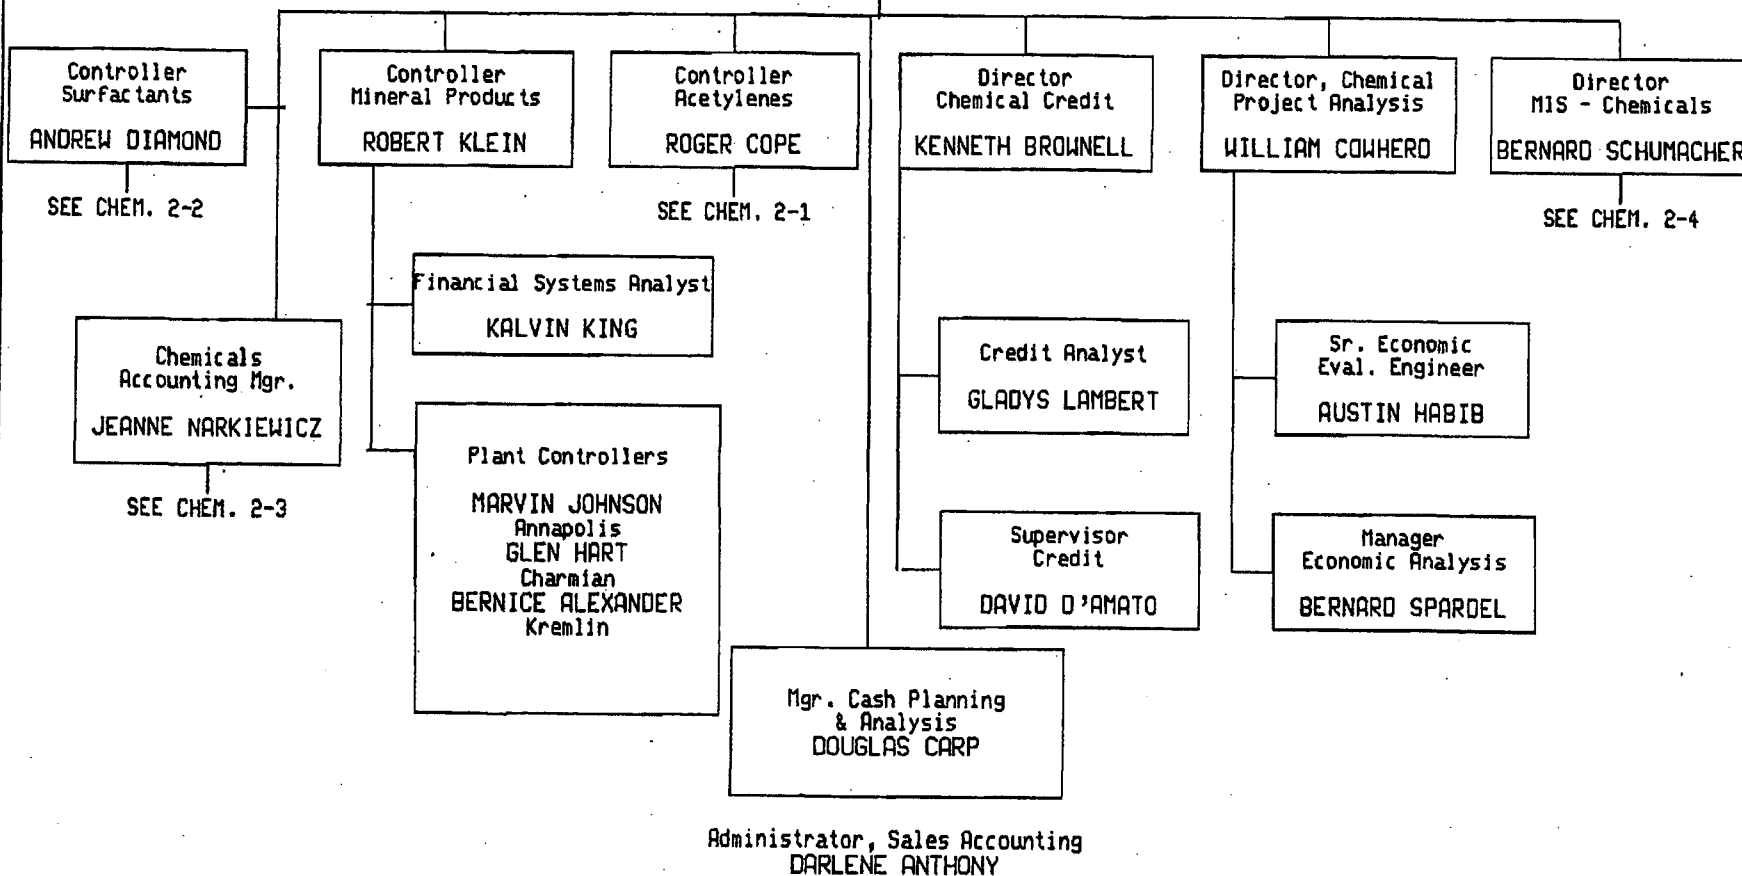 Controller
Surfactants
ANDREW DIAMOND
SEE CHEM. 2-2
Controller
Mineral Products
ROBERT KLEIN
Controller
Acetylenes
ROGER COPE
SEE CHEM. 2-1
Director
Chemical Credit
KENNETH BROWNELL
Director, Chemical
Project Analysis
WILLIAM COWHERD
Director
MIS - Chemicals
BERNARD SCHUMACHER
SEE CHEM. 2-4
Financial Systems Analyst
KALVIN KING
Chemicals
Accounting Mgr.
JEANNE NARKIEWICZ
SEE CHEM. 2-3
Plant Controllers
MARVIN JOHNSON
Annapolis
GLEN HART
Charmian
BERNICE ALEXANDER
Kremlin
Credit Analyst
GLADYS LAMBERT
Supervisor
Credit
DAVID D'AMATO
Sr. Economic
Eval. Engineer
AUSTIN HABIB
Manager
Economic Analysis
BERNARD SPARDEL
Mgr. Cash Planning
& Analysis
DOUGLAS CARP
Administrator, Sales Accounting
DARLENE ANTHONY